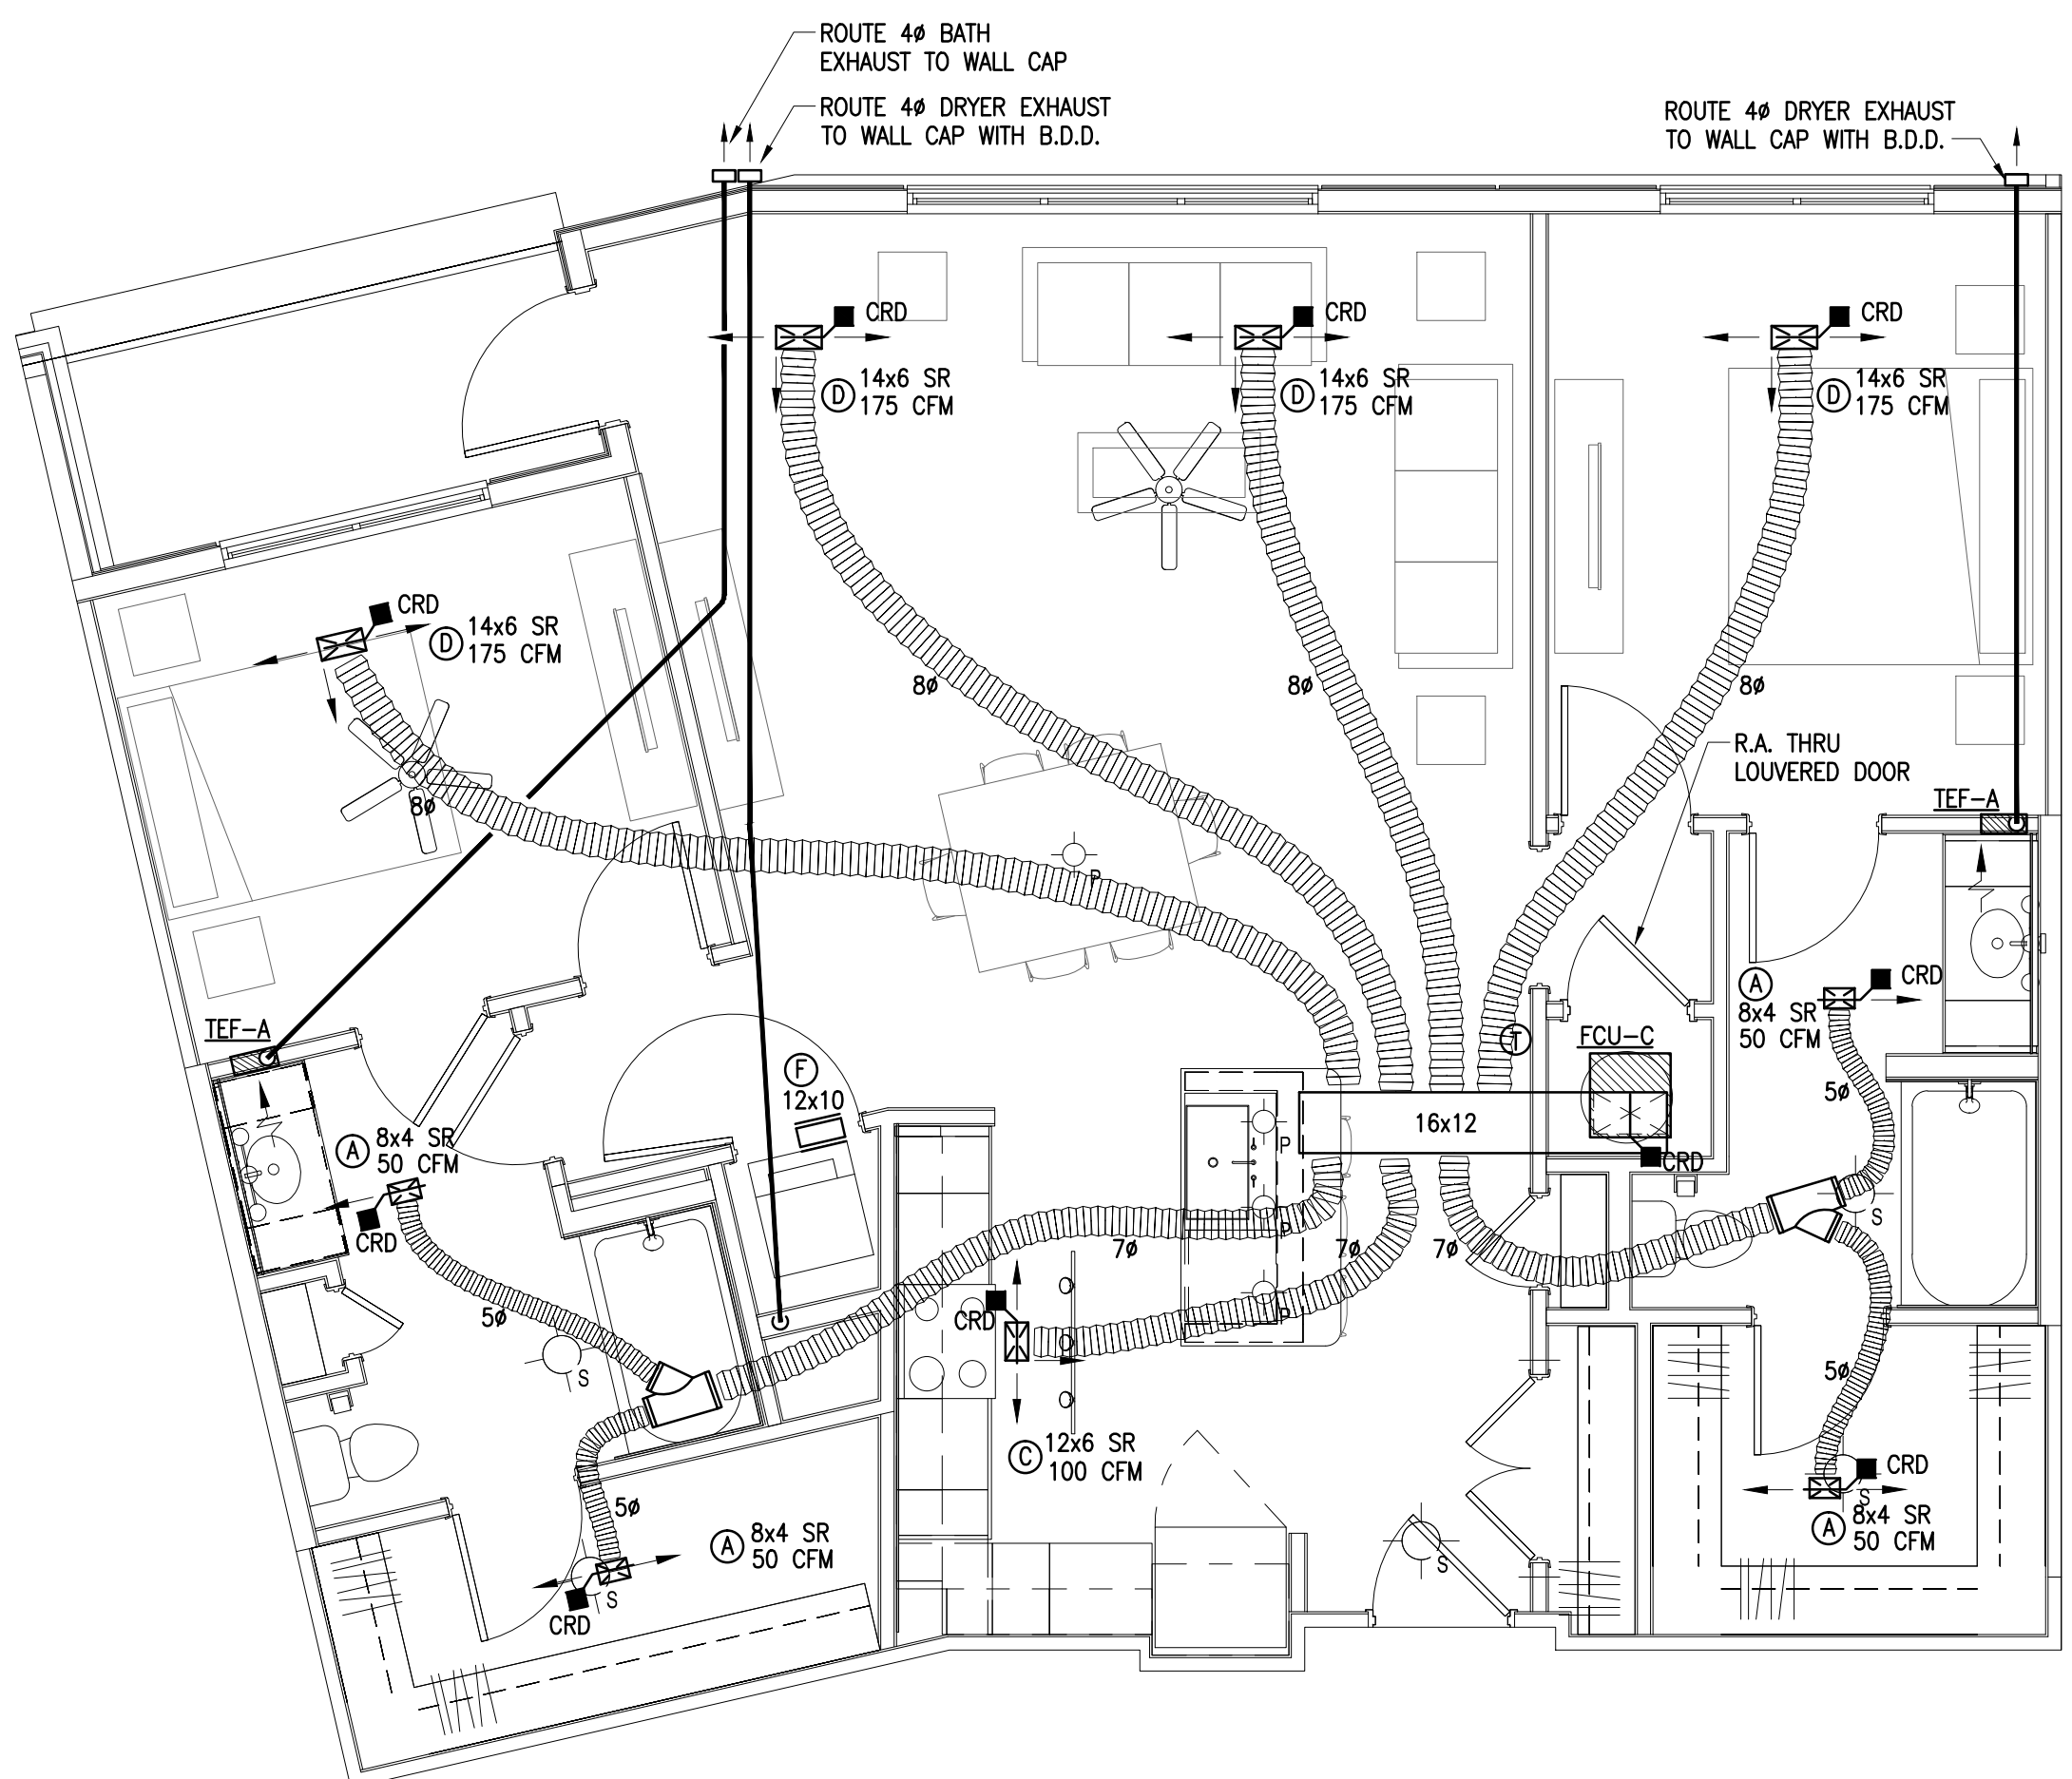 ROUTE 4ø BATH
EXHAUST TO WALL CAP
ROUTE 4ø DRYER EXHAUST
TO WALL CAP WITH B.D.D.
ROUTE 4ø DRYER EXHAUST
TO WALL CAP WITH B.D.D.
CRD
CRD
CRD
D 14x6 SR
175 CFM
D 14x6 SR
175 CFM
D 14x6 SR
175 CFM
CRD
D 14x6 SR
175 CFM
8ø
8ø
8ø
8ø
R.A. THRU
LOUVERED DOOR
TEF-A
P
CRD
A
8x4 SR
50 CFM
TEF-A
T
FCU-C
F
12x10
5ø
16x12
A 8x4 SR
50 CFM
P
CRD
CRD
S
P
7ø
7ø
7ø
5ø
CRD
P
S
5ø
C 12x6 SR
100 CFM
CRD
S
5ø
A 8x4 SR
50 CFM
A 8x4 SR
50 CFM
S
S
CRD